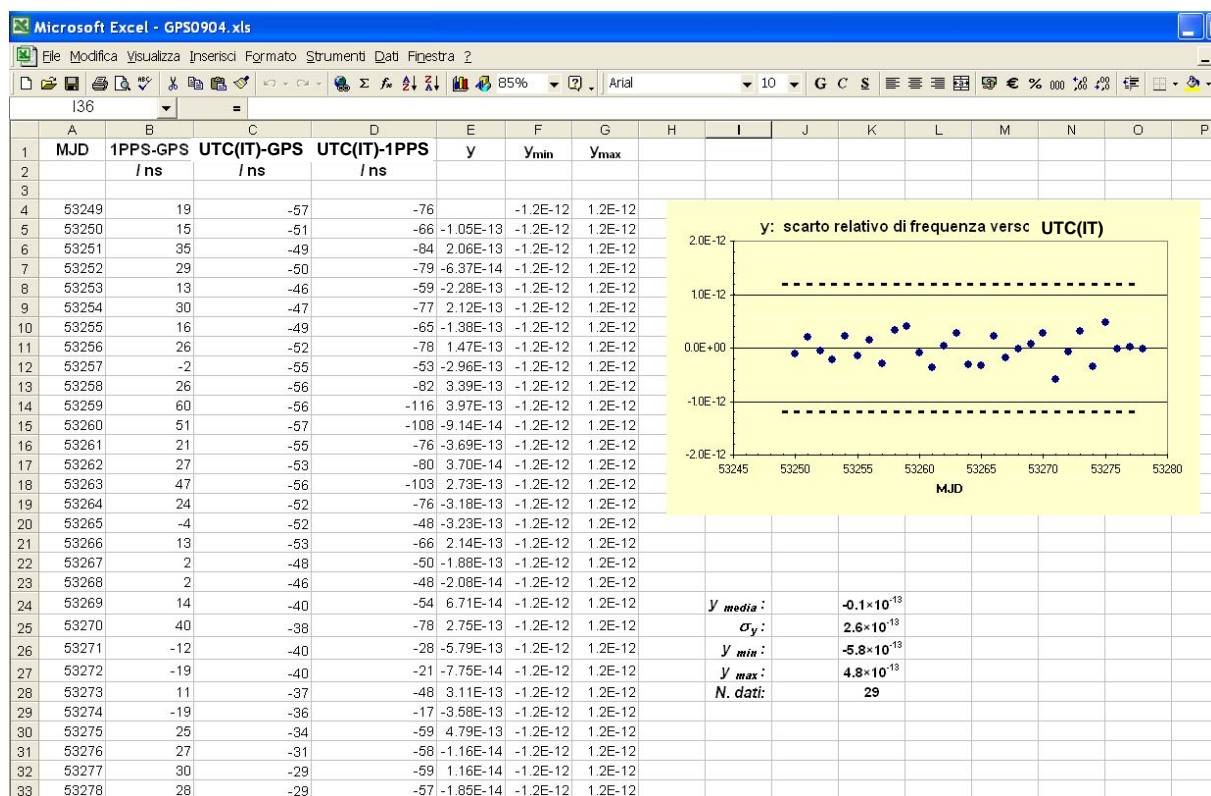 Microsoft Excel - GPS0904.xls
File Modifica Visualizza Inserisci Formato Strumenti Dati Finestra ?
85% Arial 10 G C S € % 000
I36 =
A B C D E F G H I J K L M N O P
1 MJD 1PPS-GPS UTC(IT)-GPS UTC(IT)-1PPS y ymin ymax
2 / ns / ns / ns
3
4 53249 19 -57 -76 -1.2E-12 1.2E-12
5 53250 15 -51 -66 -1.05E-13 -1.2E-12 1.2E-12
6 53251 35 -49 -84 2.06E-13 -1.2E-12 1.2E-12
7 53252 29 -50 -79 -6.37E-14 -1.2E-12 1.2E-12
8 53253 13 -46 -59 -2.28E-13 -1.2E-12 1.2E-12
9 53254 30 -47 -77 2.12E-13 -1.2E-12 1.2E-12
10 53255 16 -49 -65 -1.38E-13 -1.2E-12 1.2E-12
11 53256 26 -52 -78 1.47E-13 -1.2E-12 1.2E-12
12 53257 -2 -55 -53 -2.96E-13 -1.2E-12 1.2E-12
13 53258 26 -56 -82 3.39E-13 -1.2E-12 1.2E-12
14 53259 60 -56 -116 3.97E-13 -1.2E-12 1.2E-12
15 53260 51 -57 -108 -9.14E-14 -1.2E-12 1.2E-12
16 53261 21 -55 -76 -3.69E-13 -1.2E-12 1.2E-12
17 53262 27 -53 -80 3.70E-14 -1.2E-12 1.2E-12
18 53263 47 -56 -103 2.73E-13 -1.2E-12 1.2E-12
19 53264 24 -52 -76 -3.18E-13 -1.2E-12 1.2E-12
20 53265 -4 -52 -48 -3.23E-13 -1.2E-12 1.2E-12
21 53266 13 -53 -66 2.14E-13 -1.2E-12 1.2E-12
22 53267 2 -48 -50 -1.88E-13 -1.2E-12 1.2E-12
23 53268 2 -46 -48 -2.08E-14 -1.2E-12 1.2E-12
24 53269 14 -40 -54 6.71E-14 -1.2E-12 1.2E-12
25 53270 40 -38 -78 2.75E-13 -1.2E-12 1.2E-12
26 53271 -12 -40 -28 -5.79E-13 -1.2E-12 1.2E-12
27 53272 -19 -40 -21 -7.75E-14 -1.2E-12 1.2E-12
28 53273 11 -37 -48 3.11E-13 -1.2E-12 1.2E-12
29 53274 -19 -36 -17 -3.58E-13 -1.2E-12 1.2E-12
30 53275 25 -34 -59 4.79E-13 -1.2E-12 1.2E-12
31 53276 27 -31 -58 -1.16E-14 -1.2E-12 1.2E-12
32 53277 30 -29 -59 1.16E-14 -1.2E-12 1.2E-12
33 53278 28 -29 -57 -1.85E-14 -1.2E-12 1.2E-12
y: scarto relativo di frequenza versc UTC(IT)
2.0E-12
1.0E-12
0.0E+00
-1.0E-12
-2.0E-12
53245 53250 53255 53260 53265 53270 53275 53280
MJD
y media : -0.1×10⁻¹³
σy : 2.6×10⁻¹³
y min : -5.8×10⁻¹³
y max : 4.8×10⁻¹³
N. dati: 29